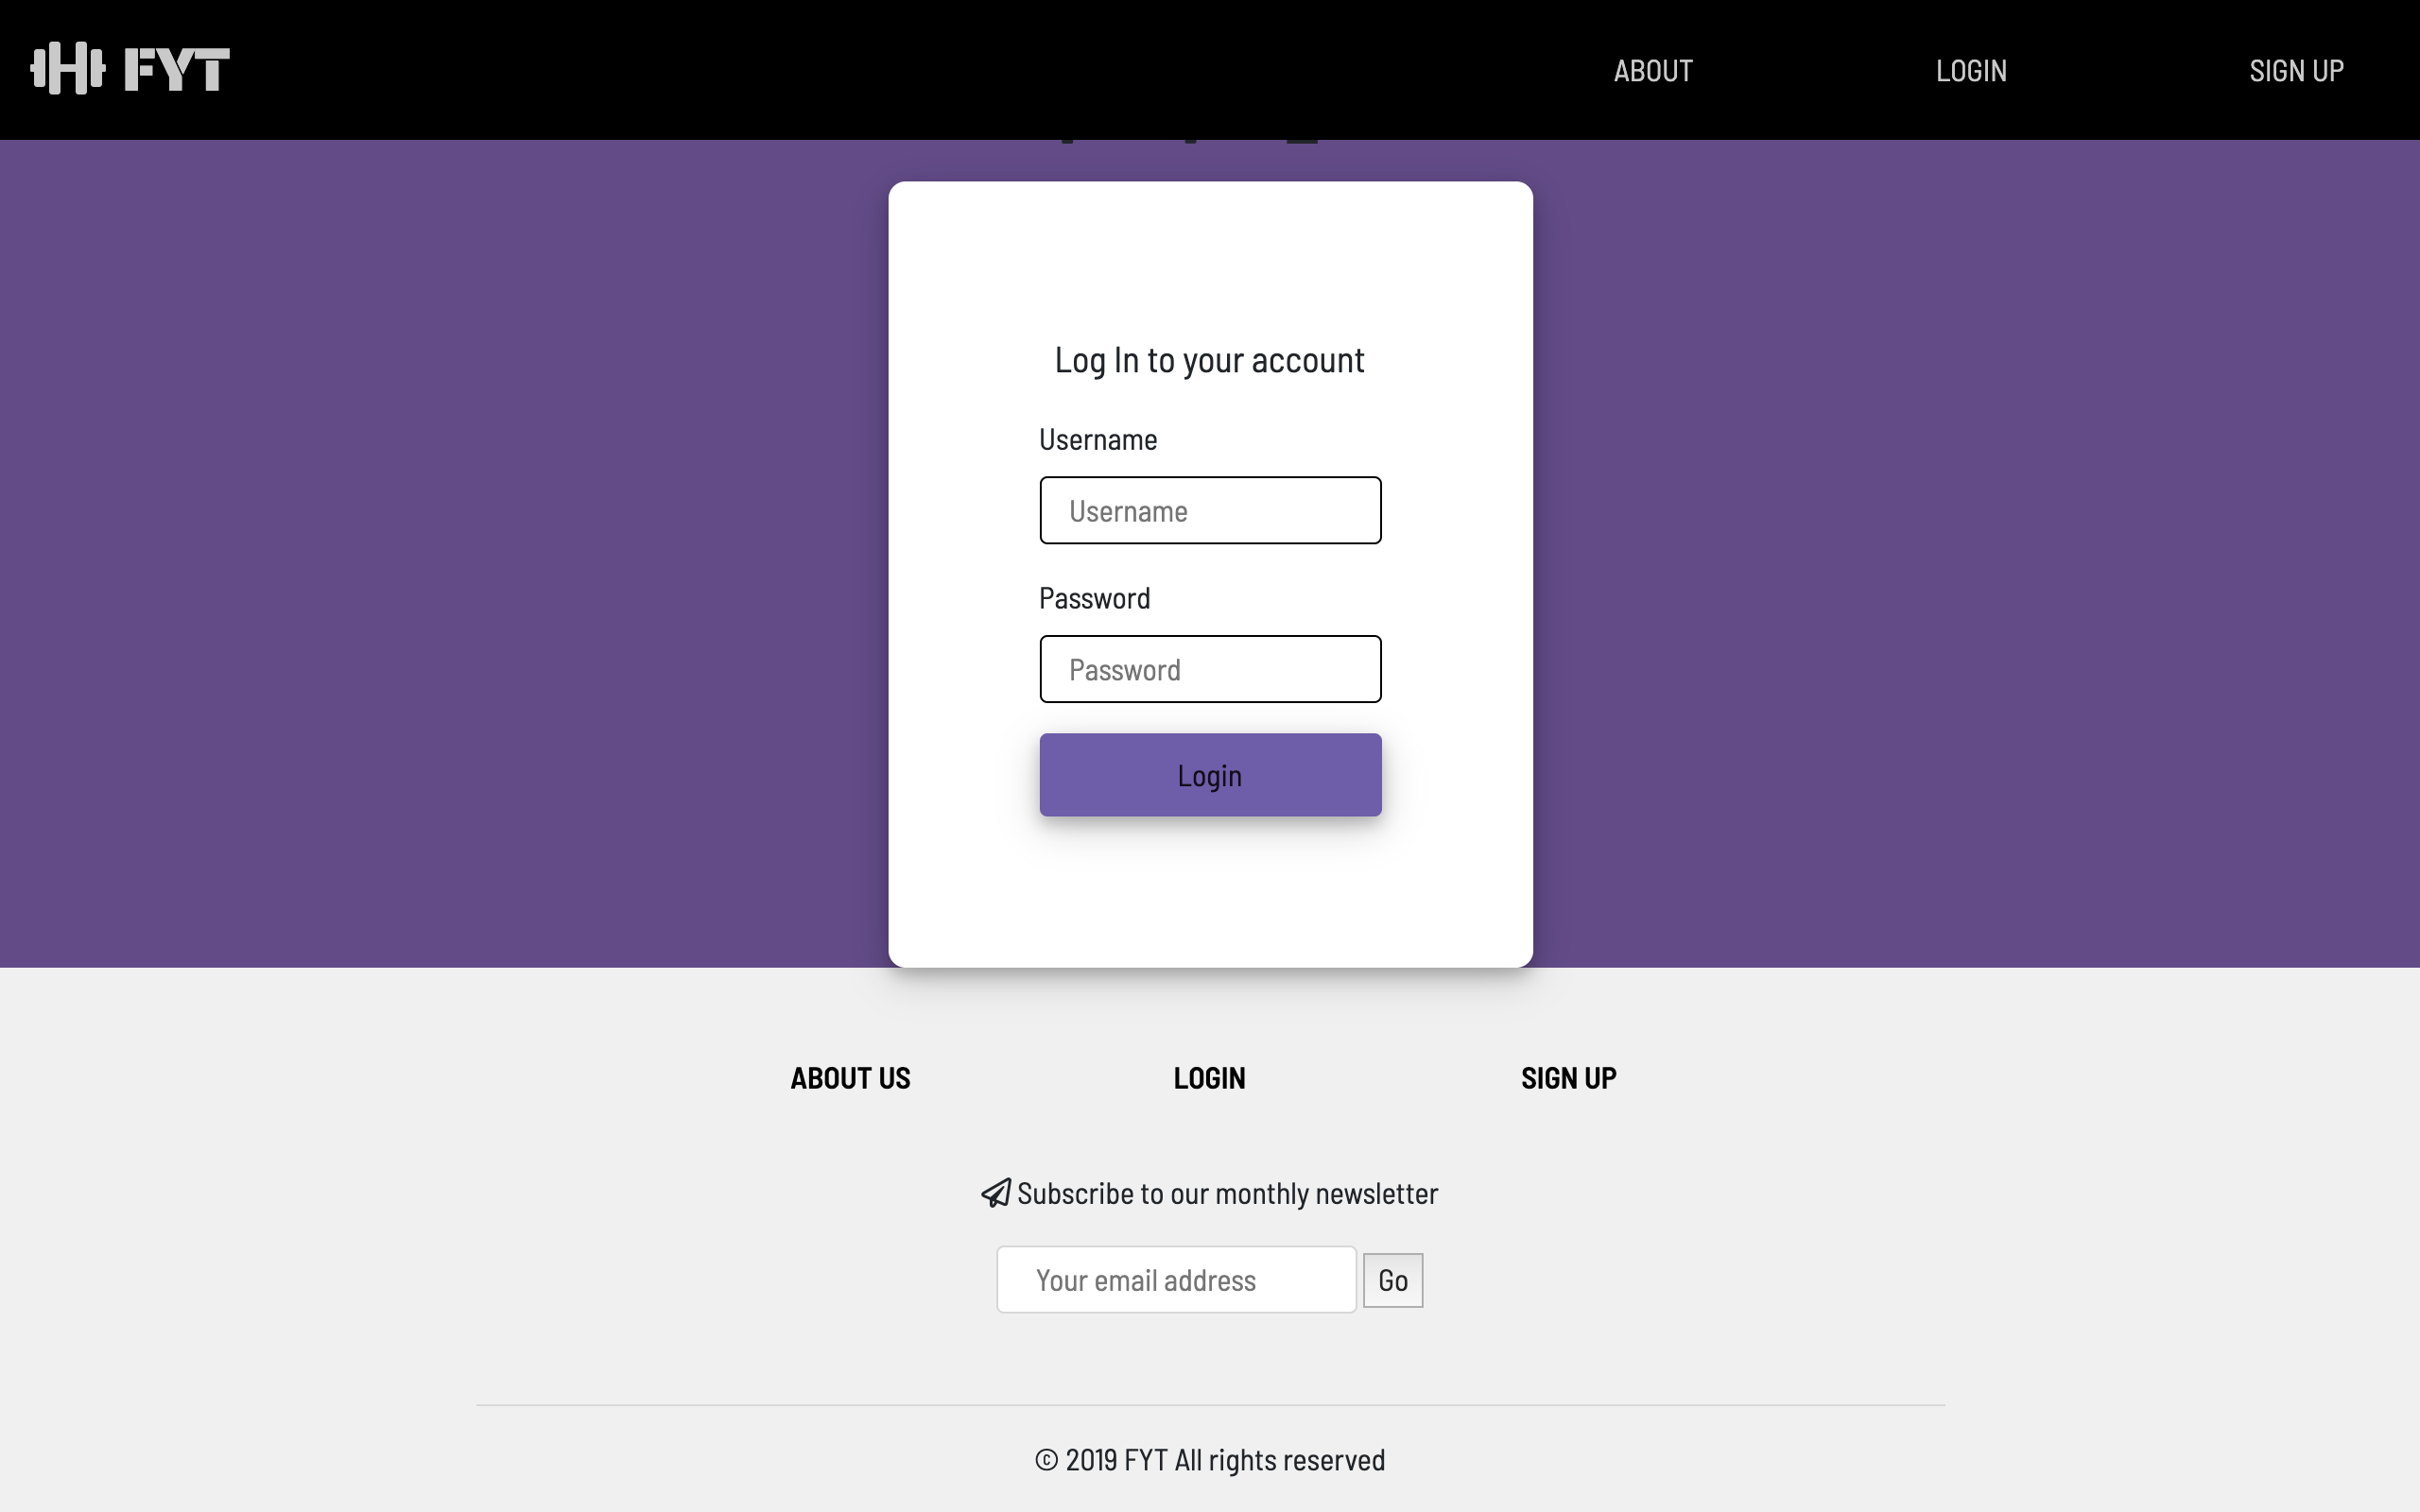 FYT ABOUT LOGIN SIGN UP
Log In to your account
Username
Username
Password
Password
Login
ABOUT US LOGIN SIGN UP
Subscribe to our monthly newsletter
Your email address Go
© 2019 FYT All rights reserved